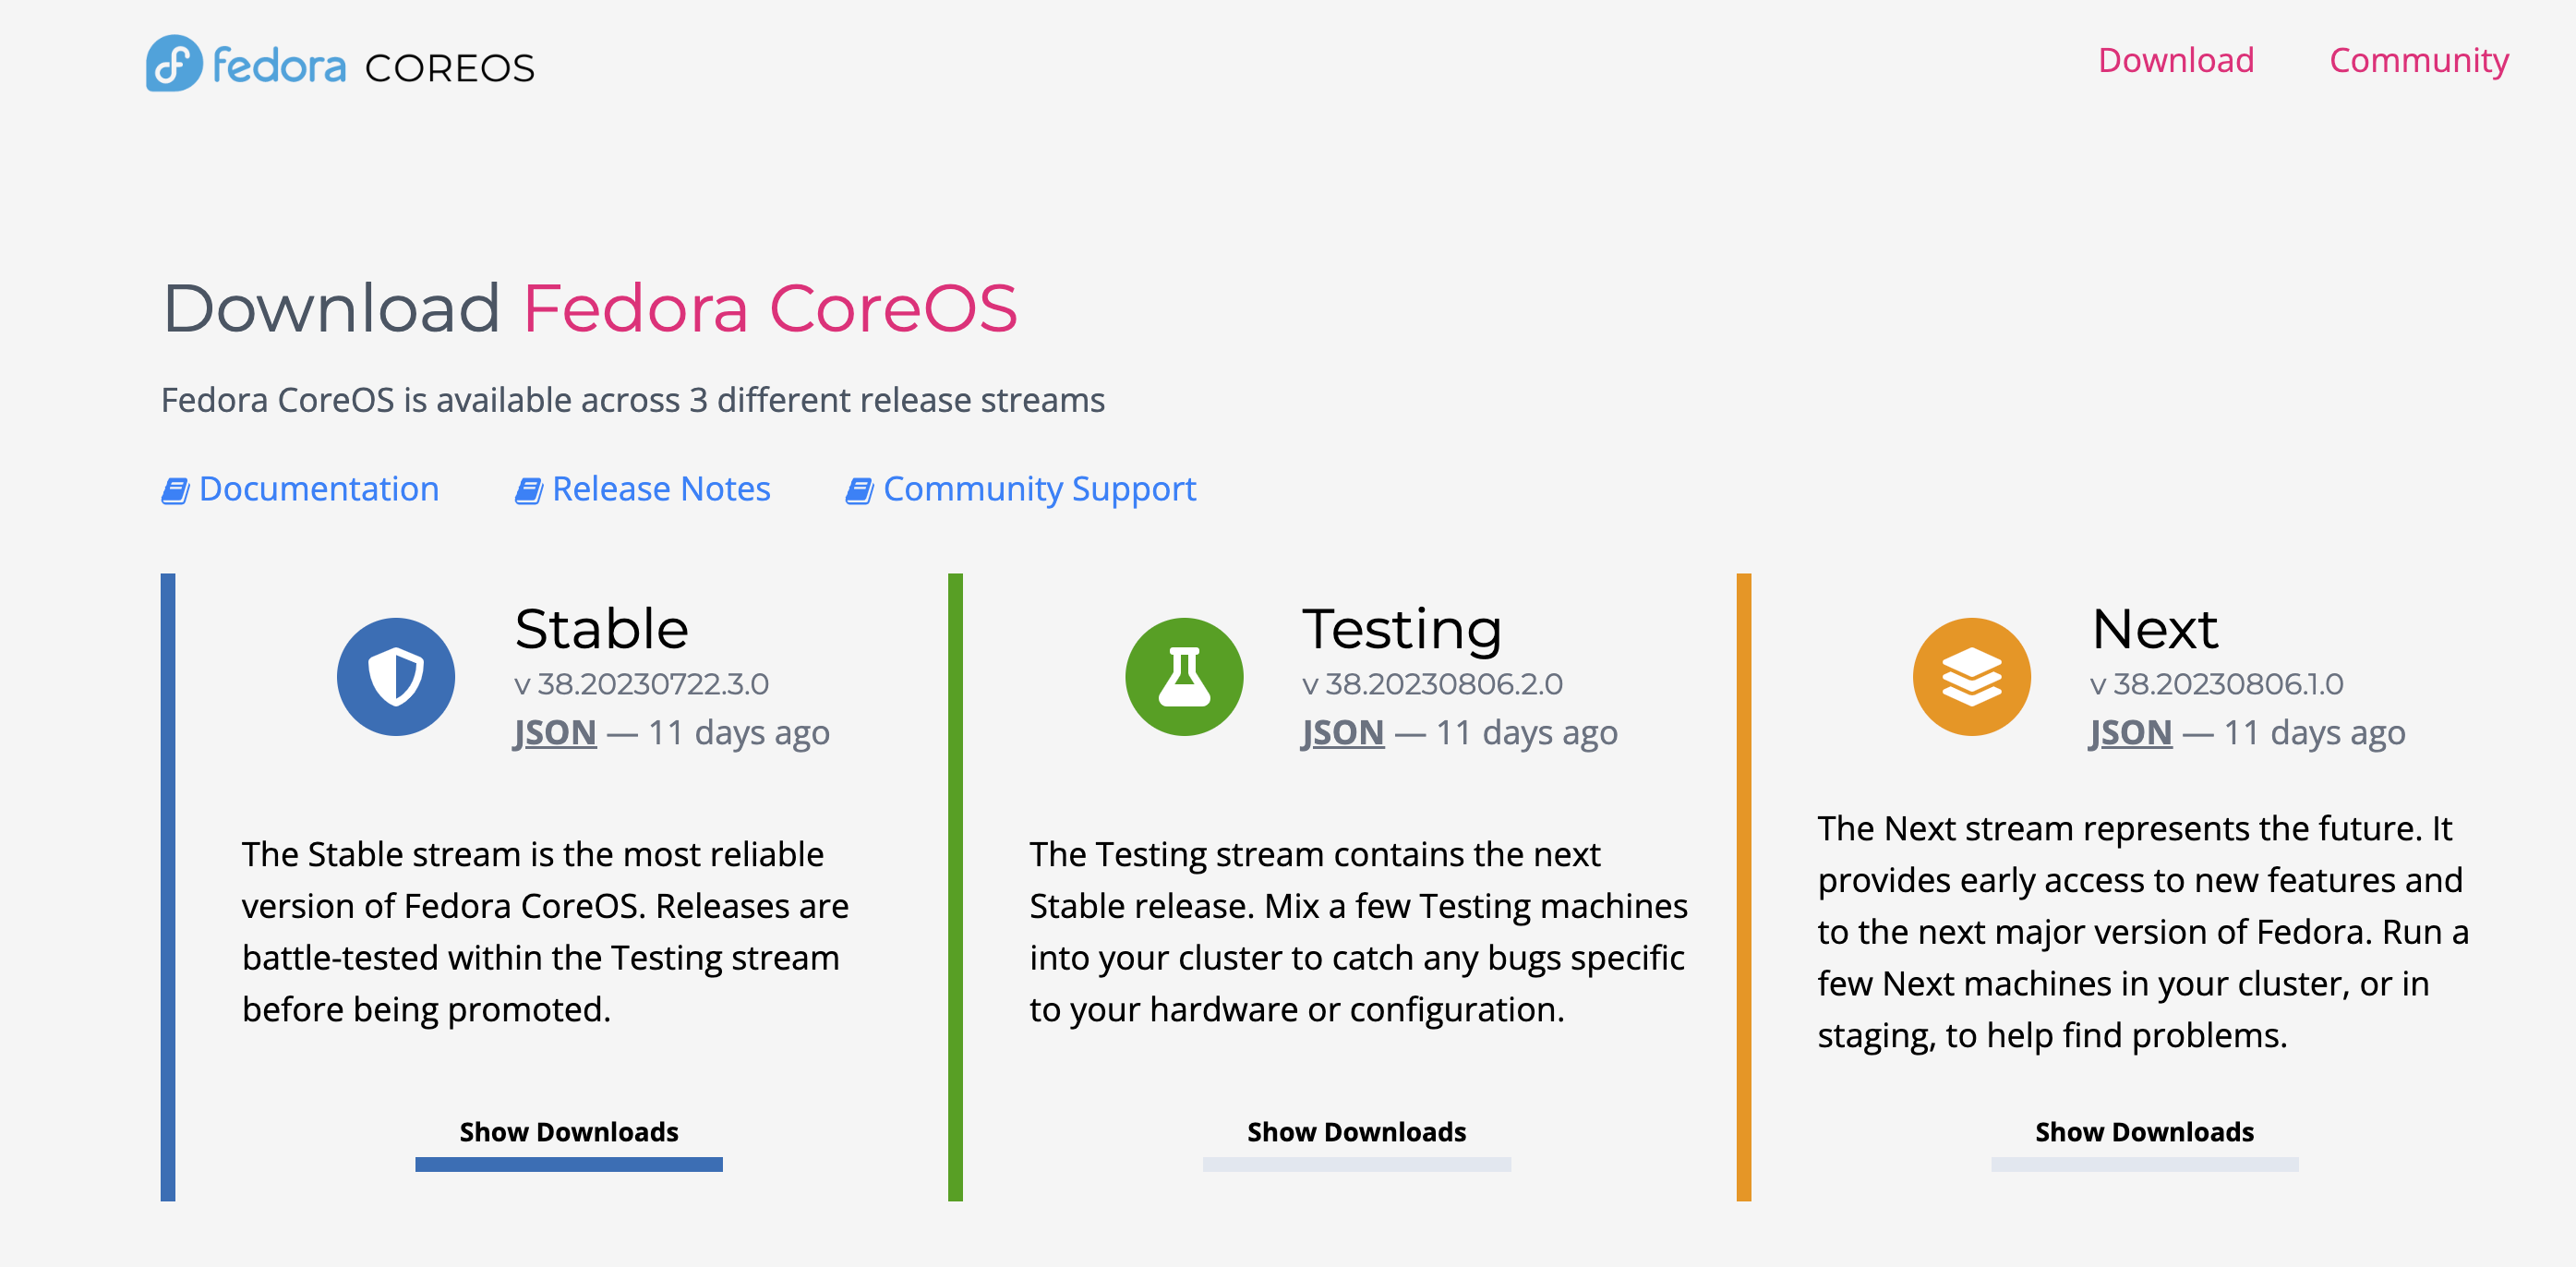 fedora COREOS
Download
Community
Download Fedora CoreOS
Fedora CoreOS is available across 3 different release streams
Documentation
Release Notes
Community Support
Stable
v 38.20230722.3.0
JSON — 11 days ago
The Stable stream is the most reliable
version of Fedora CoreOS. Releases are
battle-tested within the Testing stream
before being promoted.
Show Downloads
Testing
v 38.20230806.2.0
JSON — 11 days ago
The Testing stream contains the next
Stable release. Mix a few Testing machines
into your cluster to catch any bugs specific
to your hardware or configuration.
Show Downloads
Next
v 38.20230806.1.0
JSON — 11 days ago
The Next stream represents the future. It
provides early access to new features and
to the next major version of Fedora. Run a
few Next machines in your cluster, or in
staging, to help find problems.
Show Downloads